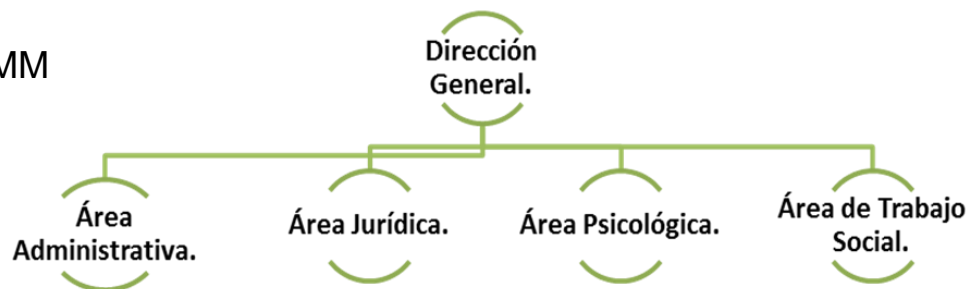 MM
Dirección
General.
Área
Administrativa.
Área Jurídica.
Área Psicológica.
Área de Trabajo
Social.